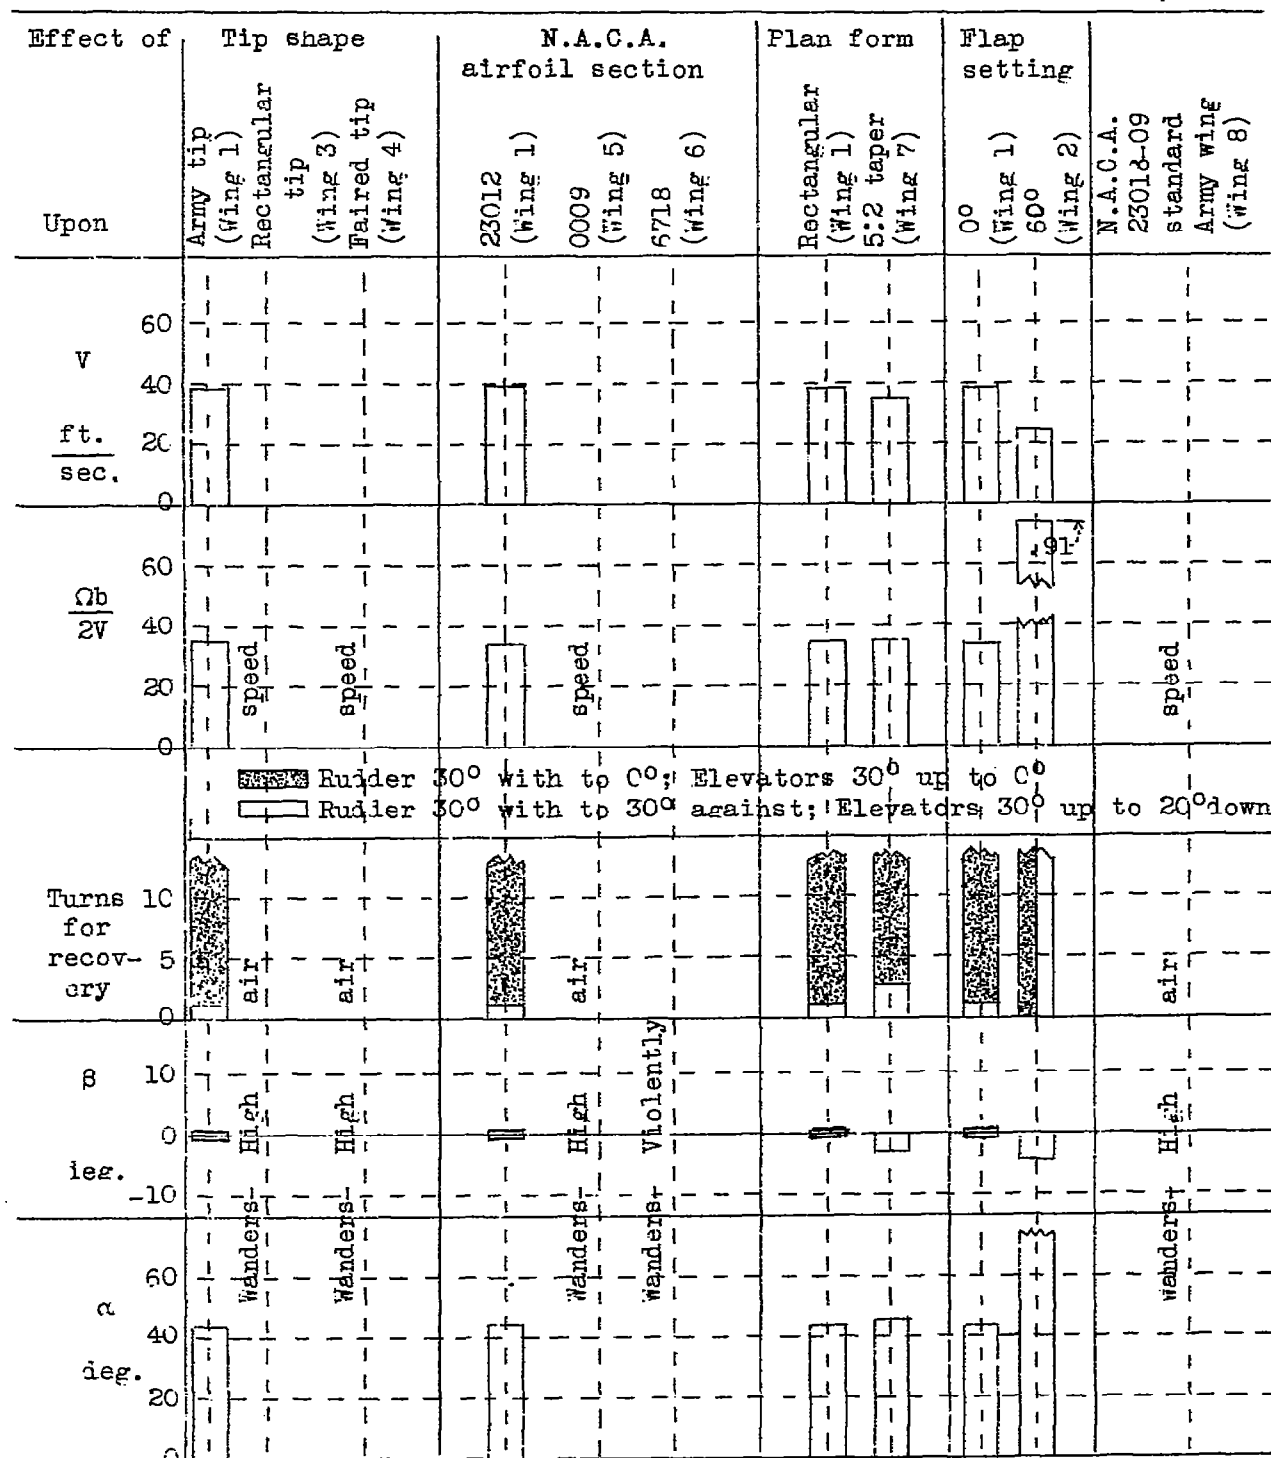 Effect of
Tip shape
N.A.C.A.
airfoil section
Plan form
Flap
setting
Upon
Army tip
(Wing 1)
Rectangular
tip
(Wing 3)
Faired tip
(Wing 4)
23012
(Wing 1)
0009
(Wing 5)
6718
(Wing 6)
Rectangular
(Wing 1)
5:2 taper
(Wing 7)
0°
(Wing 1)
60°
(Wing 2)
N.A.C.A.
23018-09
standard
Army wing
(Wing 8)
V
ft.
sec.
60
40
20
0
Ωb
2V
60
40
20
0
.91
Rudder 30° with to 0°; Elevators 30° up to 0°
Rudder 30° with to 30° against; Elevators 30° up to 20° down
Turns
for
recov-
ery
10
5
0
β
deg.
10
0
-10
α
deg.
60
40
20
0
Wanders- High air speed
Wanders- High air speed
Wanders- High air speed
Wanders- Violently
Wanders- High air speed